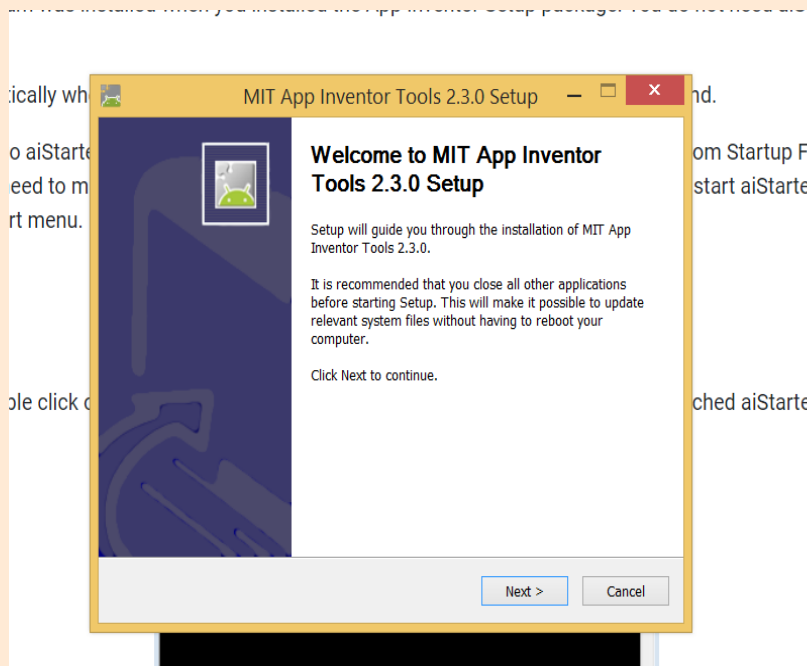 MIT App Inventor Tools 2.3.0 Setup
ically wh
nd.
o aiStarte
om Startup F
eed to m
start aiStarte
rt menu.
Welcome to MIT App Inventor
Tools 2.3.0 Setup
Setup will guide you through the installation of MIT App
Inventor Tools 2.3.0.
It is recommended that you close all other applications
before starting Setup. This will make it possible to update
relevant system files without having to reboot your
computer.
Click Next to continue.
ble click
ched aiStarte
Next >
Cancel